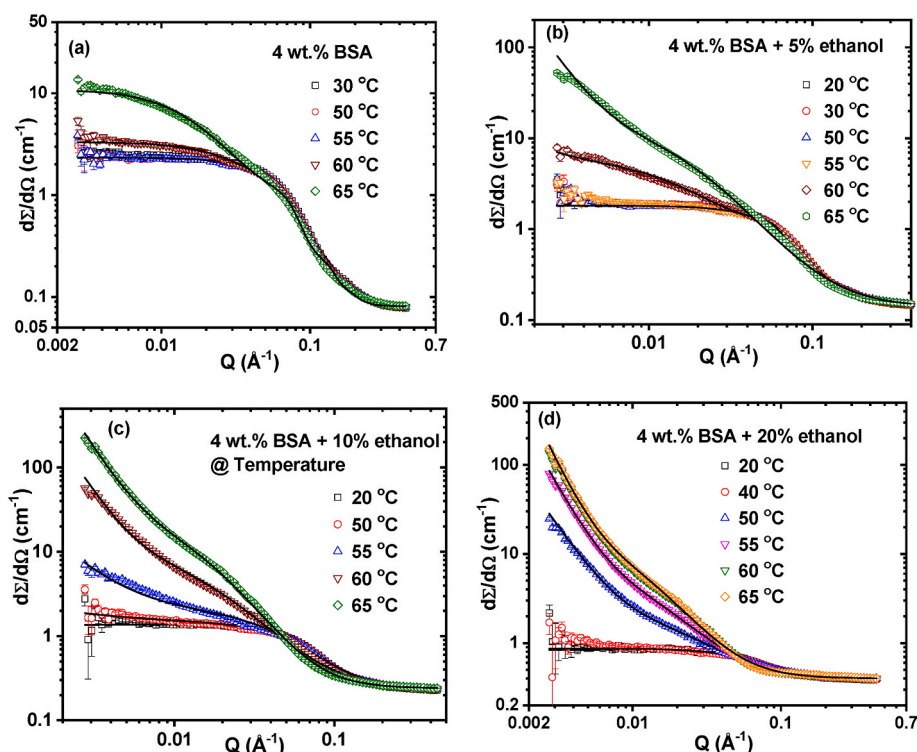 (a)
4 wt.% BSA
30 °C
50 °C
55 °C
60 °C
65 °C
50
10
1
0.1
0.05
dΣ/dΩ (cm⁻¹)
0.002
0.01
0.1
0.7
Q (Å⁻¹)
(b)
4 wt.% BSA + 5% ethanol
20 °C
30 °C
50 °C
55 °C
60 °C
65 °C
100
10
1
0.1
dΣ/dΩ (cm⁻¹)
0.01
0.1
Q (Å⁻¹)
(c)
4 wt.% BSA + 10% ethanol
@ Temperature
20 °C
50 °C
55 °C
60 °C
65 °C
100
10
1
0.1
dΣ/dΩ (cm⁻¹)
0.01
0.1
Q (Å⁻¹)
(d)
4 wt.% BSA + 20% ethanol
20 °C
40 °C
50 °C
55 °C
60 °C
65 °C
500
100
10
1
0.2
dΣ/dΩ (cm⁻¹)
0.002
0.01
0.1
Q (Å⁻¹)